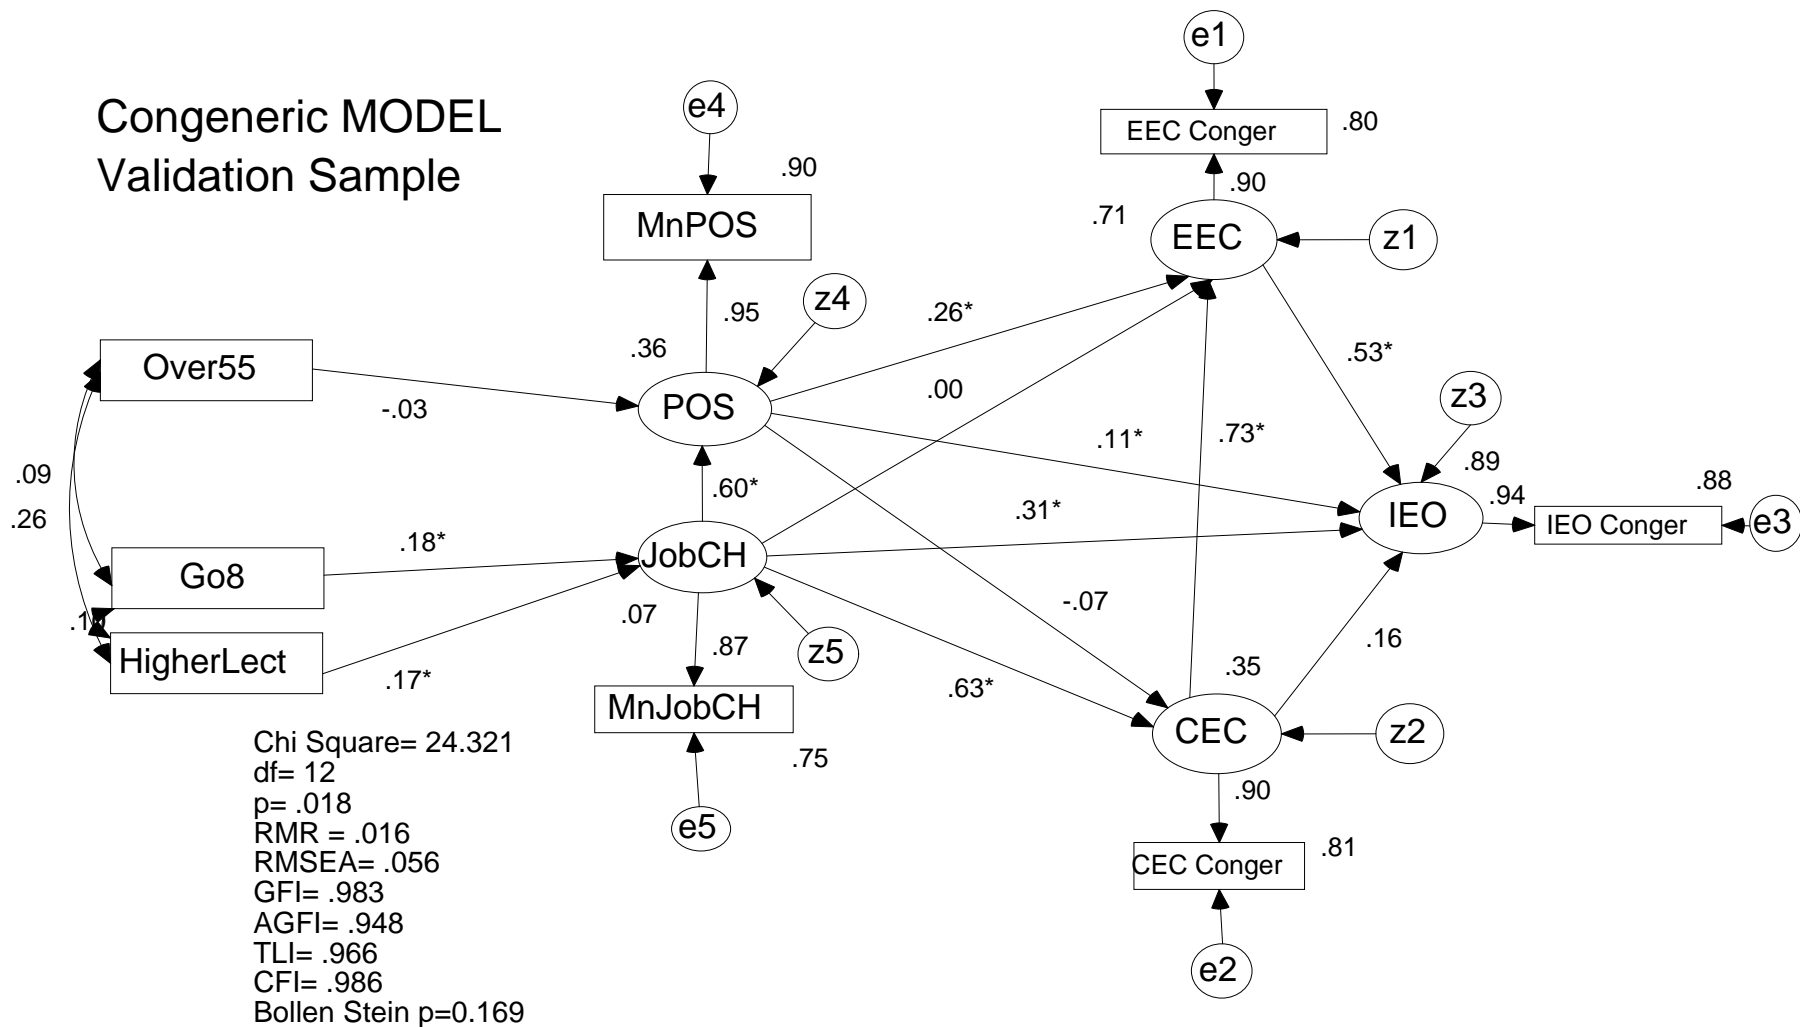 e1
Congeneric MODEL
Validation Sample
e4
EEC Conger
.80
.90
.90
MnPOS
.71
EEC
z1
z4
.95
.26*
.36
Over55
.53*
-.03
POS
.00
z3
.11*
.73*
.09
.60*
.89
.88
.26
.18*
.31*
.94
IEO
IEO Conger
e3
JobCH
Go8
.07
-.07
HigherLect
.87
z5
.35
.16
.17*
.63*
MnJobCH
CEC
z2
.75
Chi Square= 24.321
df= 12
p= .018
RMR = .016
RMSEA= .056
GFI= .983
AGFI= .948
TLI= .966
CFI= .986
Bollen Stein p=0.169
.90
e5
.81
CEC Conger
e2